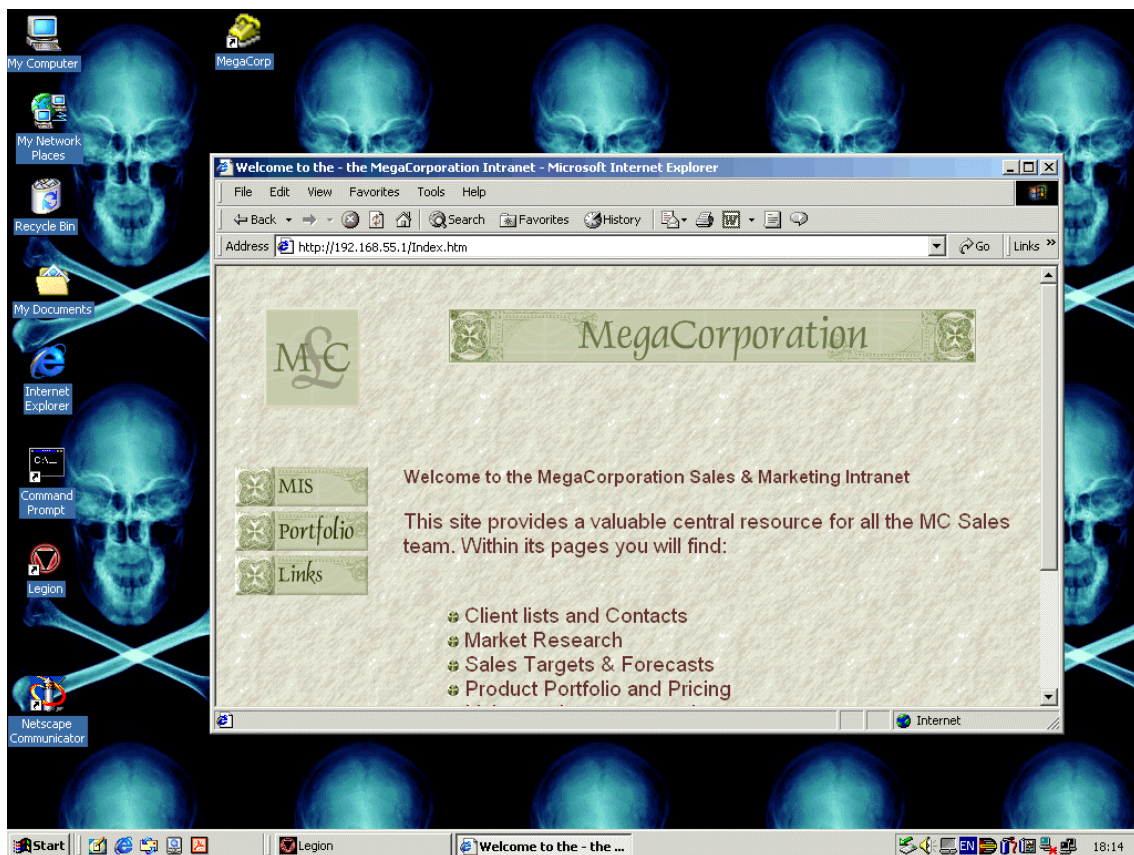 My Computer
MegaCorp
My Network
Places
Recycle Bin
My Documents
Internet
Explorer
C:\_
Command
Prompt
Legion
Netscape
Communicator
Welcome to the - the MegaCorporation Intranet - Microsoft Internet Explorer
File Edit View Favorites Tools Help
Back Search Favorites History
Address http://192.168.55.1/Index.htm Go Links »
M£C
MegaCorporation
MIS
Portfolio
Links
Welcome to the MegaCorporation Sales & Marketing Intranet
This site provides a valuable central resource for all the MC Sales
team. Within its pages you will find:
Client lists and Contacts
Market Research
Sales Targets & Forecasts
Product Portfolio and Pricing
Internet
Start Legion Welcome to the - the ... EN 18:14